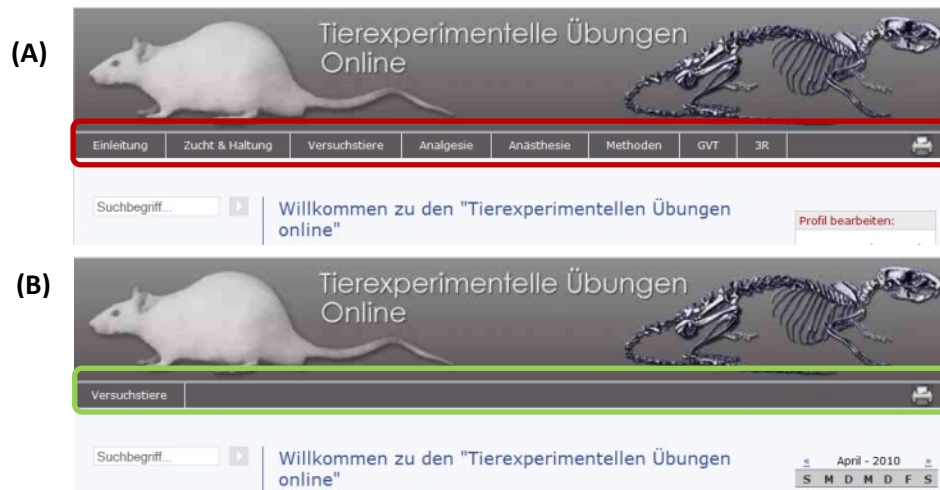 (A)
Tierexperimentelle Übungen
Online
Einleitung Zucht & Haltung Versuchstiere Analgesie Anästhesie Methoden GVT 3R
Suchbegriff...
Willkommen zu den "Tierexperimentellen Übungen
online"
Profil bearbeiten:
(B)
Tierexperimentelle Übungen
Online
Versuchstiere
Suchbegriff...
Willkommen zu den "Tierexperimentellen Übungen
online"
< April - 2010 >
S M D M D F S